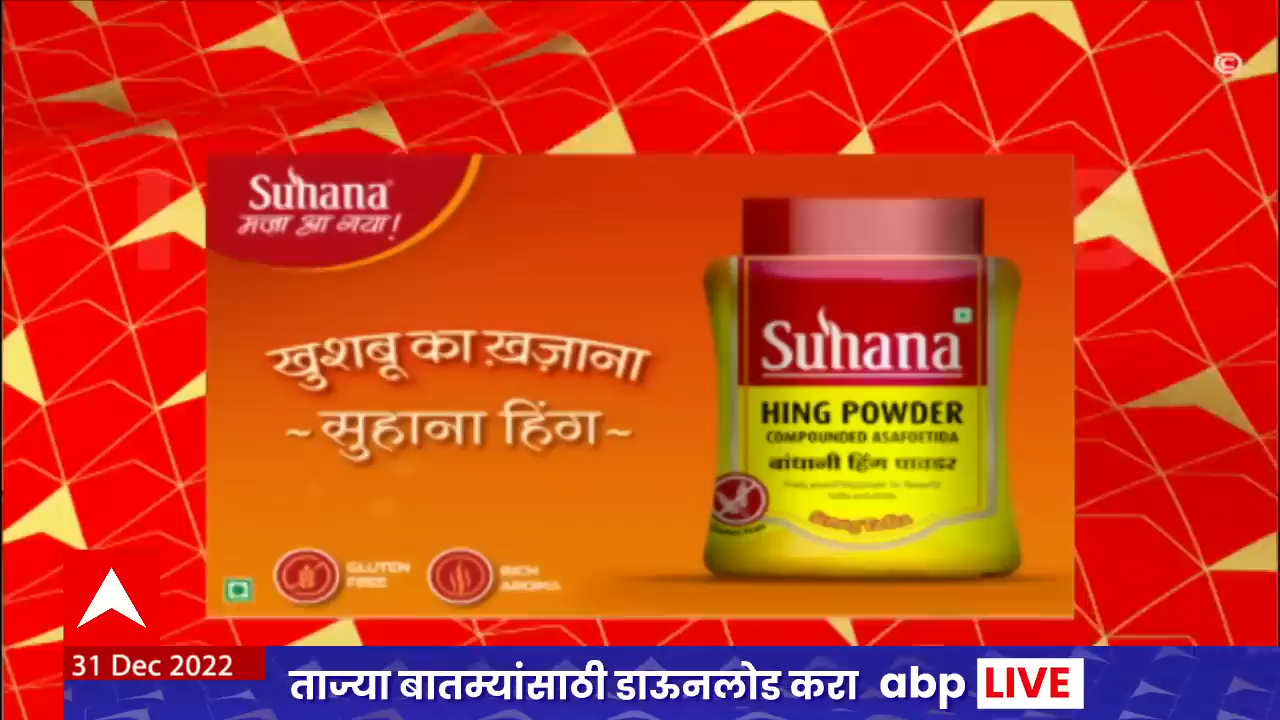 ©
Suhana
मज़ा आ गया!
खुशबू का ख़ज़ाना
~सुहाना हिंग~
Suhana
HING POWDER
COMPOUNDED ASAFOETIDA
बांधानी हिंग पावडर
GLUTEN
FREE
RICH
AROMA
31 Dec 2022
ताज्या बातम्यांसाठी डाऊनलोड करा abp LIVE